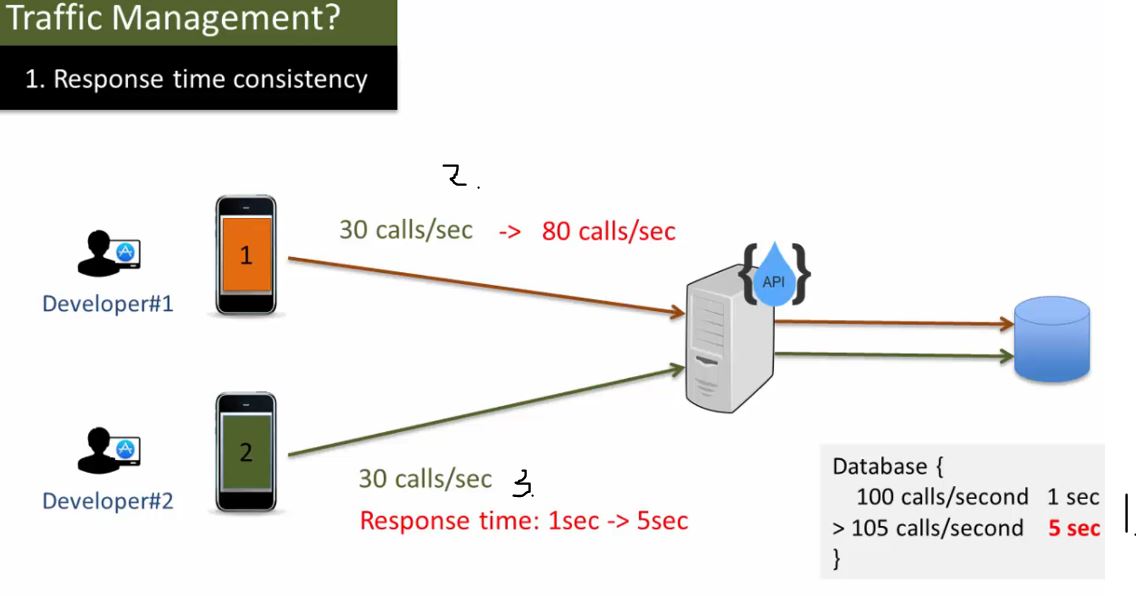 Traffic Management?
1. Response time consistency
2.
30 calls/sec -> 80 calls/sec
1
{API}
Developer#1
2
30 calls/sec 3.
Developer#2
Response time: 1sec -> 5sec
Database {
100 calls/second 1 sec
> 105 calls/second 5 sec
}
1.